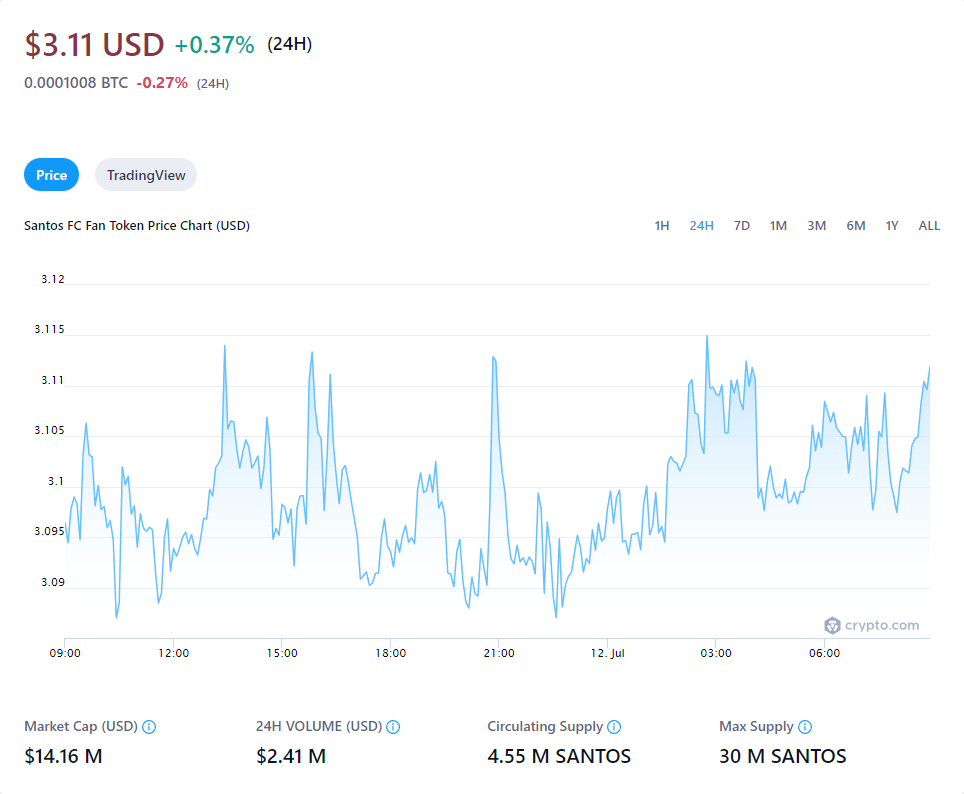 $3.11 USD +0.37% (24H)
0.0001008 BTC -0.27% (24H)
Price TradingView
Santos FC Fan Token Price Chart (USD) 1H 24H 7D 1M 3M 6M 1Y ALL
3.12
3.115
3.11
3.105
3.1
3.095
3.09
crypto.com
09:00 12:00 15:00 18:00 21:00 12. Jul 03:00 06:00
Market Cap (USD) 24H VOLUME (USD) Circulating Supply Max Supply
$14.16 M $2.41 M 4.55 M SANTOS 30 M SANTOS